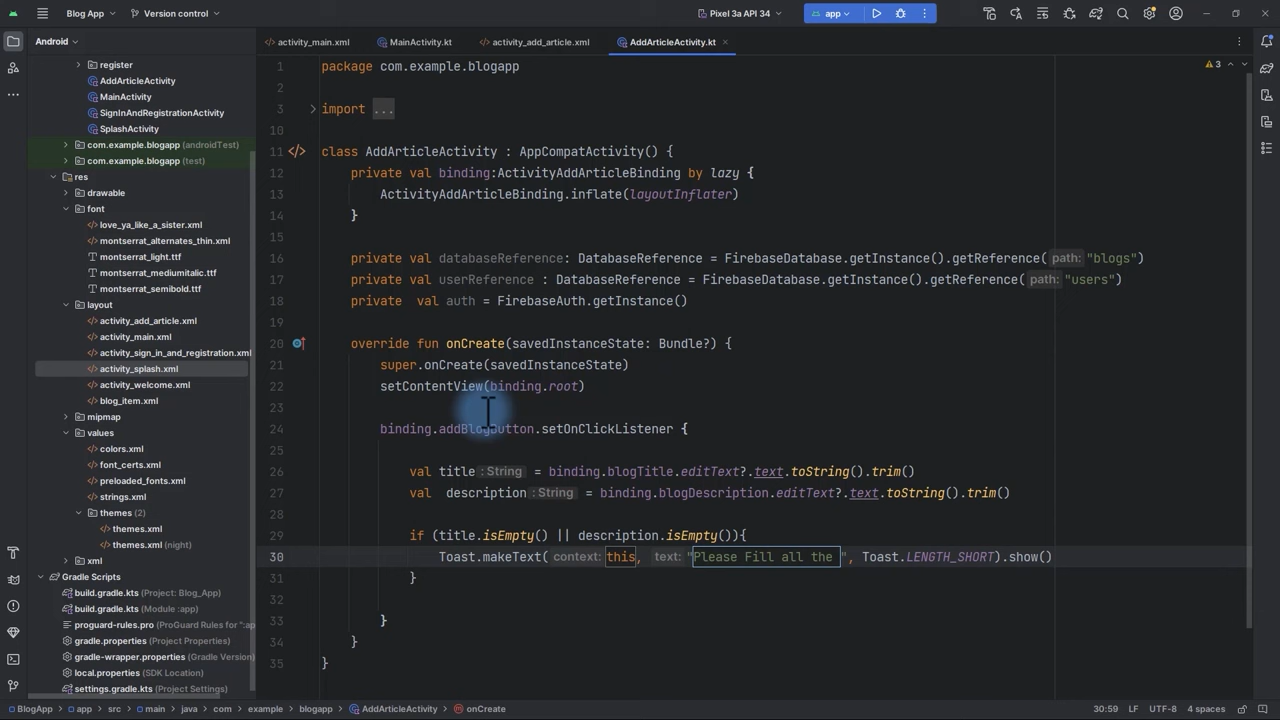 Blog App
Version control
Pixel 3a API 34
app
Android
activity_main.xml
MainActivity.kt
activity_add_article.xml
AddArticleActivity.kt
register
AddArticleActivity
MainActivity
SignInAndRegistrationActivity
SplashActivity
com.example.blogapp (androidTest)
com.example.blogapp (test)
res
drawable
font
love_ya_like_a_sister.xml
montserrat_alternates_thin.xml
montserrat_light.ttf
montserrat_mediumitalic.ttf
montserrat_semibold.ttf
layout
activity_add_article.xml
activity_main.xml
activity_sign_in_and_registration.xml
activity_splash.xml
activity_welcome.xml
blog_item.xml
mipmap
values
colors.xml
font_certs.xml
preloaded_fonts.xml
strings.xml
themes (2)
themes.xml
themes.xml (night)
xml
Gradle Scripts
build.gradle.kts (Project: Blog_App)
build.gradle.kts (Module :app)
proguard-rules.pro (ProGuard Rules for ":ap
gradle.properties (Project Properties)
gradle-wrapper.properties (Gradle Version)
local.properties (SDK Location)
settings.gradle.kts (Project Settings)
3
1 package com.example.blogapp
2
3 import ...
10
11 class AddArticleActivity : AppCompatActivity() {
12 private val binding:ActivityAddArticleBinding by lazy {
13 ActivityAddArticleBinding.inflate(layoutInflater)
14 }
15
16 private val databaseReference: DatabaseReference = FirebaseDatabase.getInstance().getReference( path: "blogs")
17 private val userReference : DatabaseReference = FirebaseDatabase.getInstance().getReference( path: "users")
18 private  val auth = FirebaseAuth.getInstance()
19
20 override fun onCreate(savedInstanceState: Bundle?) {
21 super.onCreate(savedInstanceState)
22 setContentView(binding.root)
23
24 binding.addBlogButton.setOnClickListener {
25
26 val title : String = binding.blogTitle.editText?.text.toString().trim()
27 val  description : String = binding.blogDescription.editText?.text.toString().trim()
28
29 if (title.isEmpty() || description.isEmpty()){
30 Toast.makeText( context: this, text: "Please Fill all the ", Toast.LENGTH_SHORT).show()
31 }
32
33 }
34 }
35 }
BlogApp > app > src > main > java > com > example > blogapp > AddArticleActivity > onCreate
30:59 LF UTF-8 4 spaces